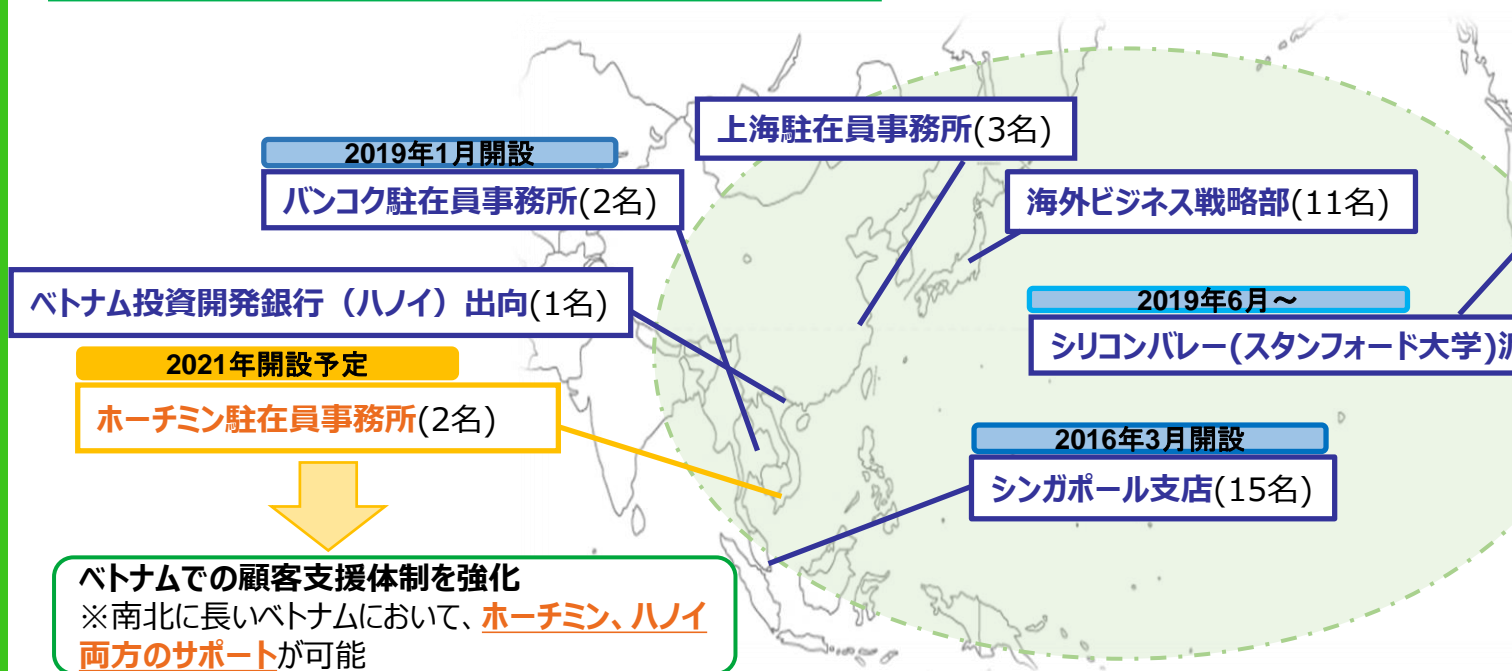 上海駐在員事務所(3名)
2019年1月開設
バンコク駐在員事務所(2名)
海外ビジネス戦略部(11名)
ベトナム投資開発銀行（ハノイ）出向(1名)
2019年6月～
シリコンバレー(スタンフォード大学)
2021年開設予定
ホーチミン駐在員事務所(2名)
2016年3月開設
シンガポール支店(15名)
ベトナムでの顧客支援体制を強化
※南北に長いベトナムにおいて、ホーチミン、ハノイ
両方のサポートが可能